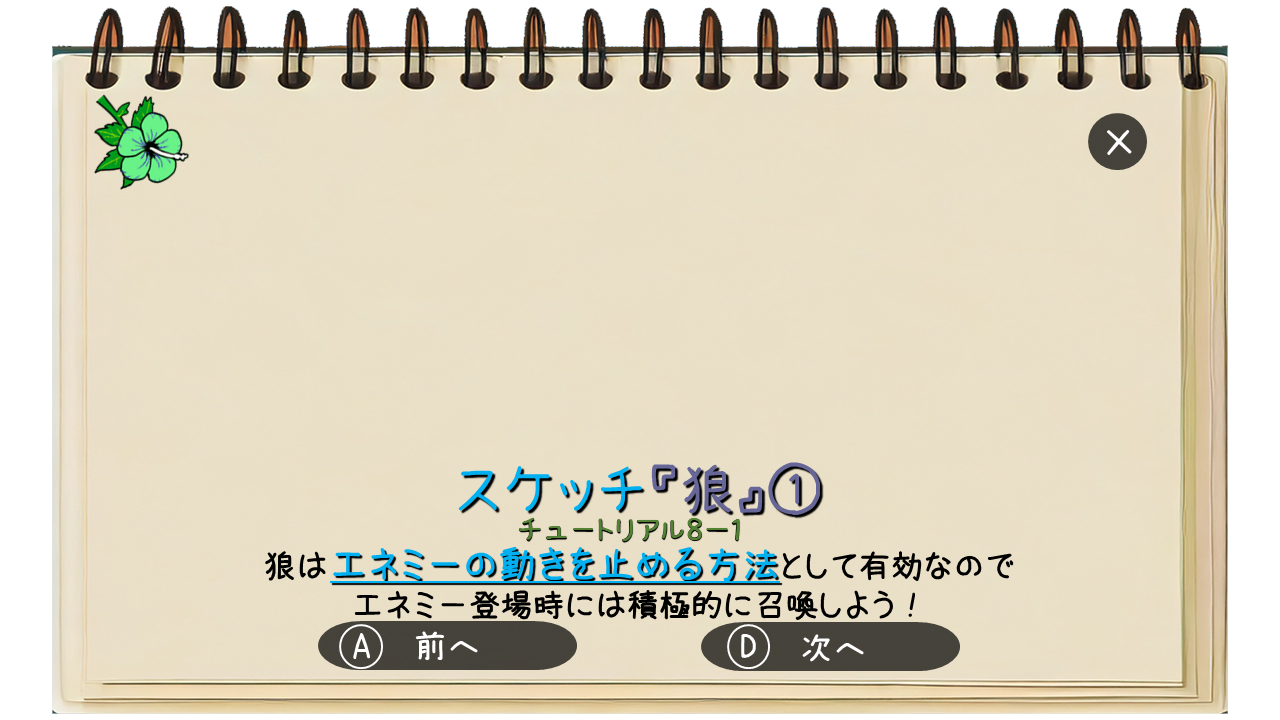 スケッチ『狼』①
チュートリアル8ー1
狼はエネミーの動きを止める方法として有効なので
エネミー登場時には積極的に召喚しよう！
A 前へ
D 次へ